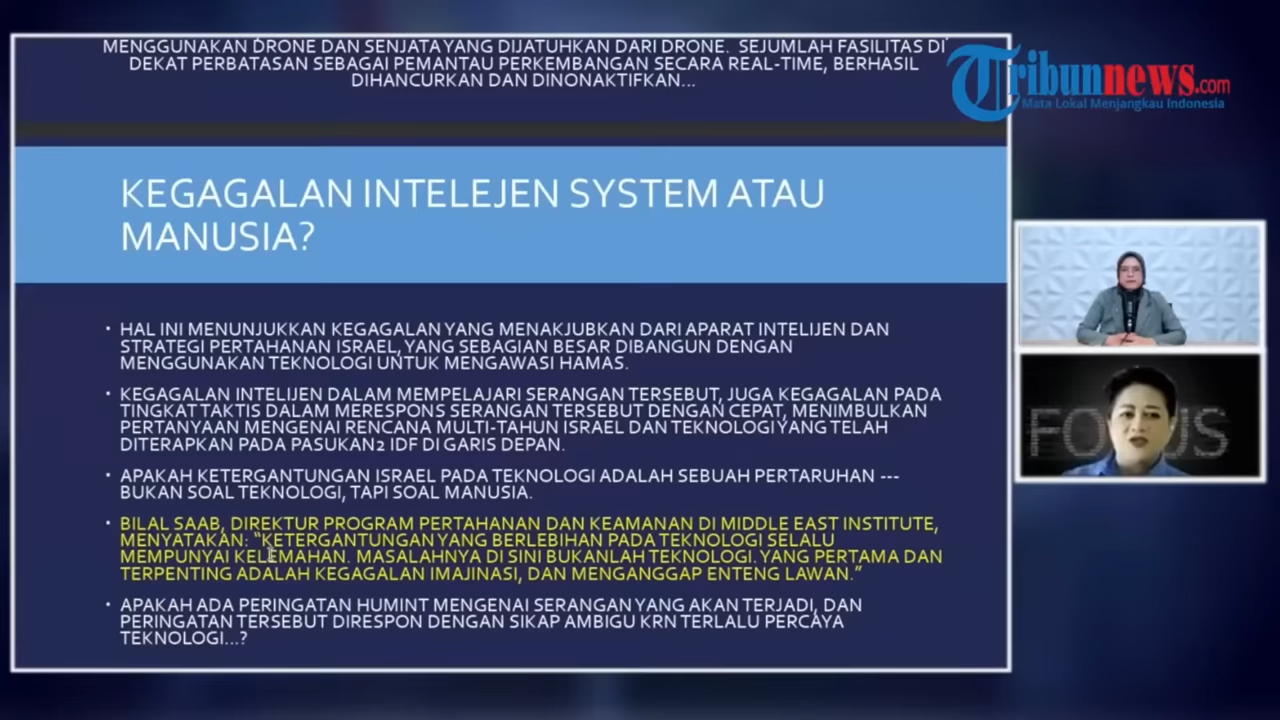 MENGGUNAKAN DRONE DAN SENJATA YANG DIJATUHKAN DARI DRONE. SEJUMLAH FASILITAS DI
DEKAT PERBATASAN SEBAGAI PEMANTAU PERKEMBANGAN SECARA REAL-TIME, BERHASIL
DIHANCURKAN DAN DINONAKTIFKAN...
Tribunnews.com
Mata Lokal Menjangkau Indonesia
KEGAGALAN INTELEJEN SYSTEM ATAU
MANUSIA?
• HAL INI MENUNJUKKAN KEGAGALAN YANG MENAKJUBKAN DARI APARAT INTELIJEN DAN
STRATEGI PERTAHANAN ISRAEL, YANG SEBAGIAN BESAR DIBANGUN DENGAN
MENGGUNAKAN TEKNOLOGI UNTUK MENGAWASI HAMAS.
• KEGAGALAN INTELIJEN DALAM MEMPELAJARI SERANGAN TERSEBUT, JUGA KEGAGALAN PADA
TINGKAT TAKTIS DALAM MERESPONS SERANGAN TERSEBUT DENGAN CEPAT, MENIMBULKAN
PERTANYAAN MENGENAI RENCANA MULTI-TAHUN ISRAEL DAN TEKNOLOGI YANG TELAH
DITERAPKAN PADA PASUKAN2 IDF DI GARIS DEPAN.
• APAKAH KETERGANTUNGAN ISRAEL PADA TEKNOLOGI ADALAH SEBUAH PERTARUHAN ---
BUKAN SOAL TEKNOLOGI, TAPI SOAL MANUSIA.
• BILAL SAAB, DIREKTUR PROGRAM PERTAHANAN DAN KEAMANAN DI MIDDLE EAST INSTITUTE,
MENYATAKAN: “KETERGANTUNGAN YANG BERLEBIHAN PADA TEKNOLOGI SELALU
MEMPUNYAI KELEMAHAN. MASALAHNYA DI SINI BUKANLAH TEKNOLOGI. YANG PERTAMA DAN
TERPENTING ADALAH KEGAGALAN IMAJINASI, DAN MENGANGGAP ENTENG LAWAN.”
• APAKAH ADA PERINGATAN HUMINT MENGENAI SERANGAN YANG AKAN TERJADI, DAN
PERINGATAN TERSEBUT DIRESPON DENGAN SIKAP AMBIGU KRN TERLALU PERCAYA
TEKNOLOGI...?